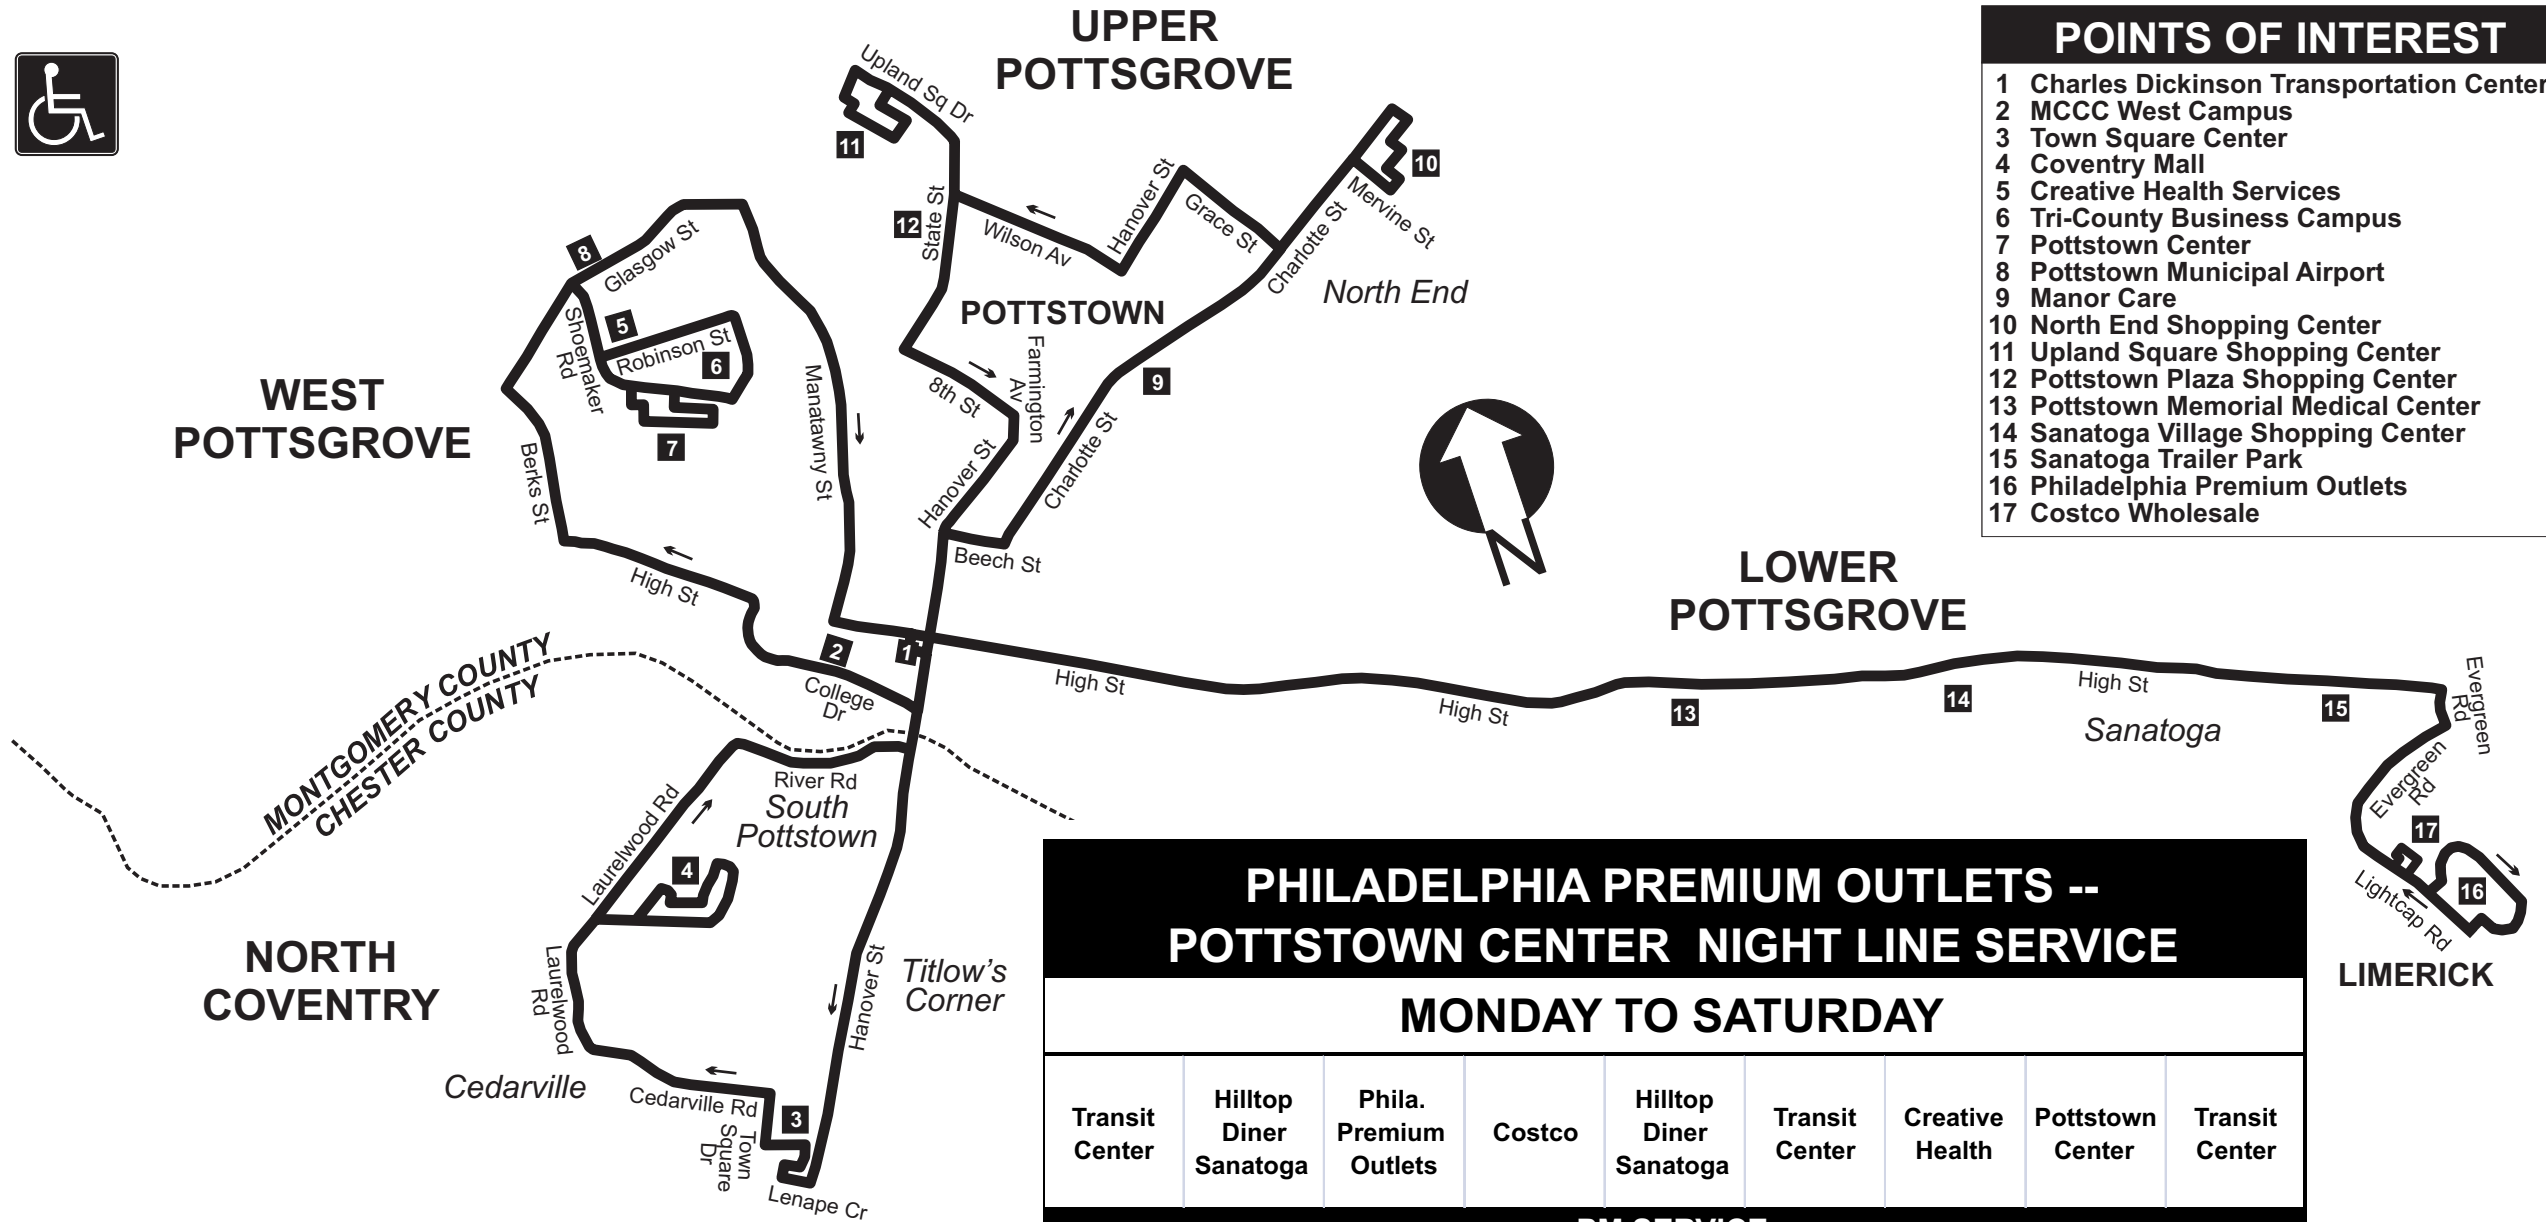 UPPER
POTTSGROVE
POINTS OF INTEREST
1 Charles Dickinson Transportation Center
2 MCCC West Campus
3 Town Square Center
4 Coventry Mall
5 Creative Health Services
6 Tri-County Business Campus
7 Pottstown Center
8 Pottstown Municipal Airport
9 Manor Care
10 North End Shopping Center
11 Upland Square Shopping Center
12 Pottstown Plaza Shopping Center
13 Pottstown Memorial Medical Center
14 Sanatoga Village Shopping Center
15 Sanatoga Trailer Park
16 Philadelphia Premium Outlets
17 Costco Wholesale
Upland Sq Dr
11
10
Mervine St
Hanover St
Grace St
Charlotte St
12
State St
Wilson Av
North End
8
Glasgow St
Shoemaker
Rd
5
Robinson St
6
7
POTTSTOWN
Farmington
Av
8th St
9
Charlotte St
Hanover St
Beech St
Manatawny St
WEST
POTTSGROVE
Berks St
High St
LOWER
POTTSGROVE
2
1
College
Dr
High St
High St
13
14
High St
Sanatoga
15
Evergreen
Rd
Evergreen
Rd
17
16
Lightcap Rd
LIMERICK
MONTGOMERY COUNTY
CHESTER COUNTY
River Rd
South
Pottstown
Laurelwood Rd
4
NORTH
COVENTRY
Laurelwood
Rd
Titlow's
Corner
Hanover St
Cedarville
Cedarville Rd
3
Town
Square
Dr
Lenape Cr
PHILADELPHIA PREMIUM OUTLETS --
POTTSTOWN CENTER NIGHT LINE SERVICE
MONDAY TO SATURDAY
Transit
Center
Hilltop
Diner
Sanatoga
Phila.
Premium
Outlets
Costco
Hilltop
Diner
Sanatoga
Transit
Center
Creative
Health
Pottstown
Center
Transit
Center
PM SERVICE